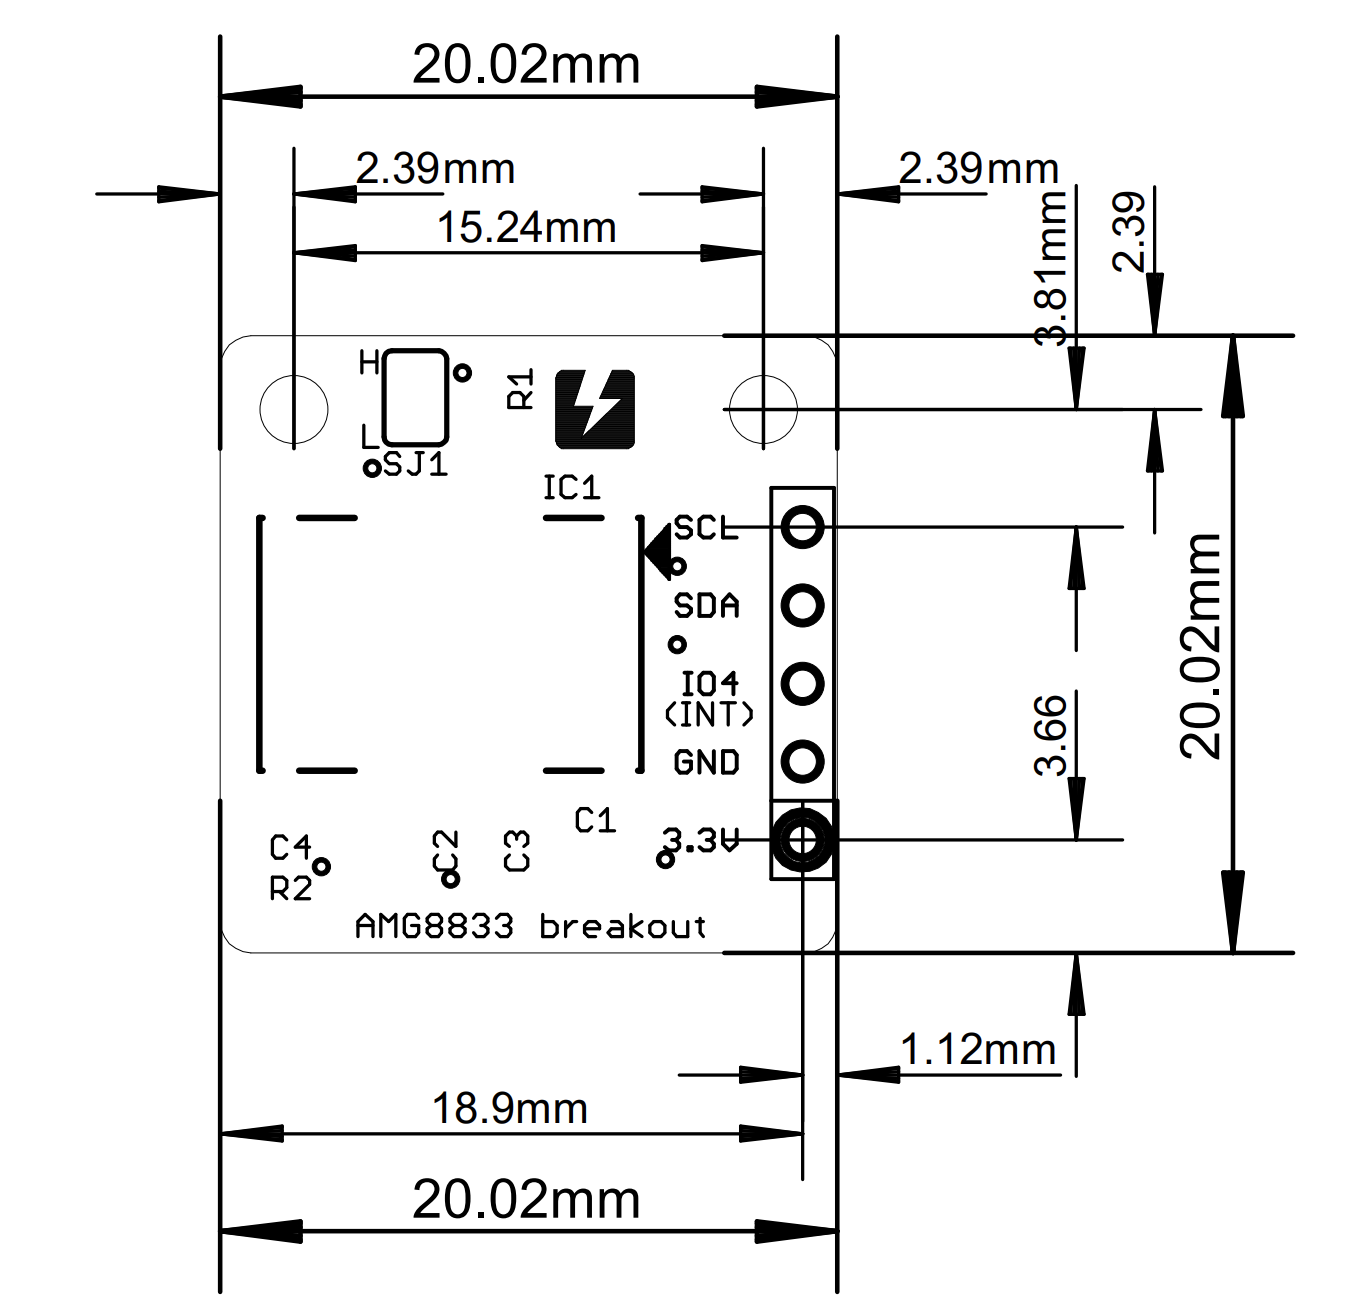 20.02mm
2.39mm
2.39mm
15.24mm
3.81mm
2.39
H
R1
L
SJ1
IC1
SCL
SDA
20.02mm
IO4
(INT)
3.66
GND
C1
C4
C2
C3
3.3V
R2
AMG8833 breakout
1.12mm
18.9mm
20.02mm